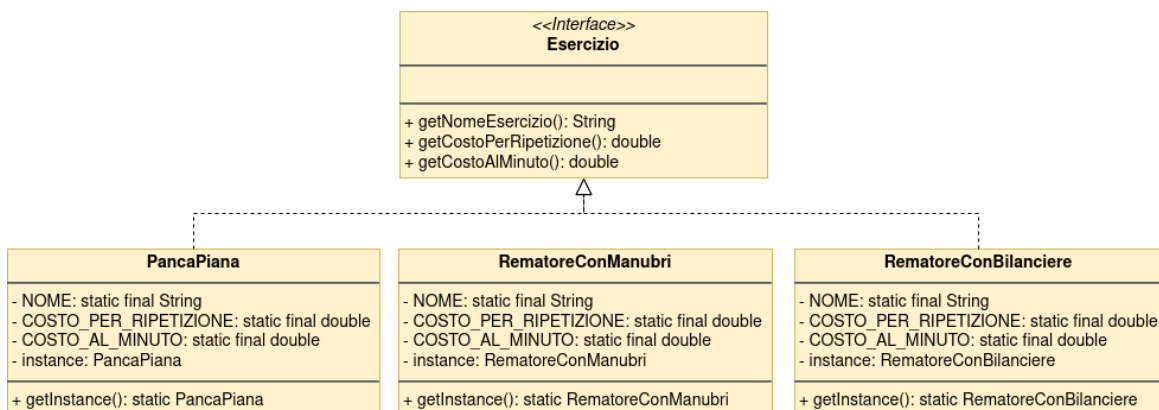 <<Interface>>
Esercizio
+ getNomeEsercizio(): String
+ getCostoPerRipetizione(): double
+ getCostoAlMinuto(): double
PancaPiana
- NOME: static final String
- COSTO_PER_RIPETIZIONE: static final double
- COSTO_AL_MINUTO: static final double
- instance: PancaPiana
+ getInstance(): static PancaPiana
RematoreConManubri
- NOME: static final String
- COSTO_PER_RIPETIZIONE: static final double
- COSTO_AL_MINUTO: static final double
- instance: RematoreConManubri
+ getInstance(): static RematoreConManubri
RematoreConBilanciere
- NOME: static final String
- COSTO_PER_RIPETIZIONE: static final double
- COSTO_AL_MINUTO: static final double
- instance: RematoreConBilanciere
+ getInstance(): static RematoreConBilanciere